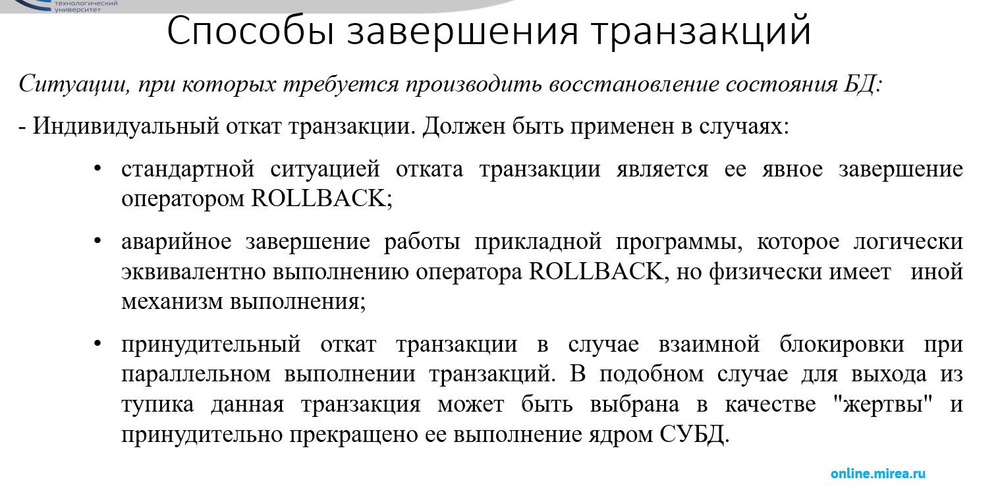 технологический
университет
Способы завершения транзакций
Ситуации, при которых требуется производить восстановление состояния БД:
- Индивидуальный откат транзакции. Должен быть применен в случаях:
• стандартной ситуацией отката транзакции является ее явное завершение
оператором ROLLBACK;
• аварийное завершение работы прикладной программы, которое логически
эквивалентно выполнению оператора ROLLBACK, но физически имеет иной
механизм выполнения;
• принудительный откат транзакции в случае взаимной блокировки при
параллельном выполнении транзакций. В подобном случае для выхода из
тупика данная транзакция может быть выбрана в качестве "жертвы" и
принудительно прекращено ее выполнение ядром СУБД.
online.mirea.ru